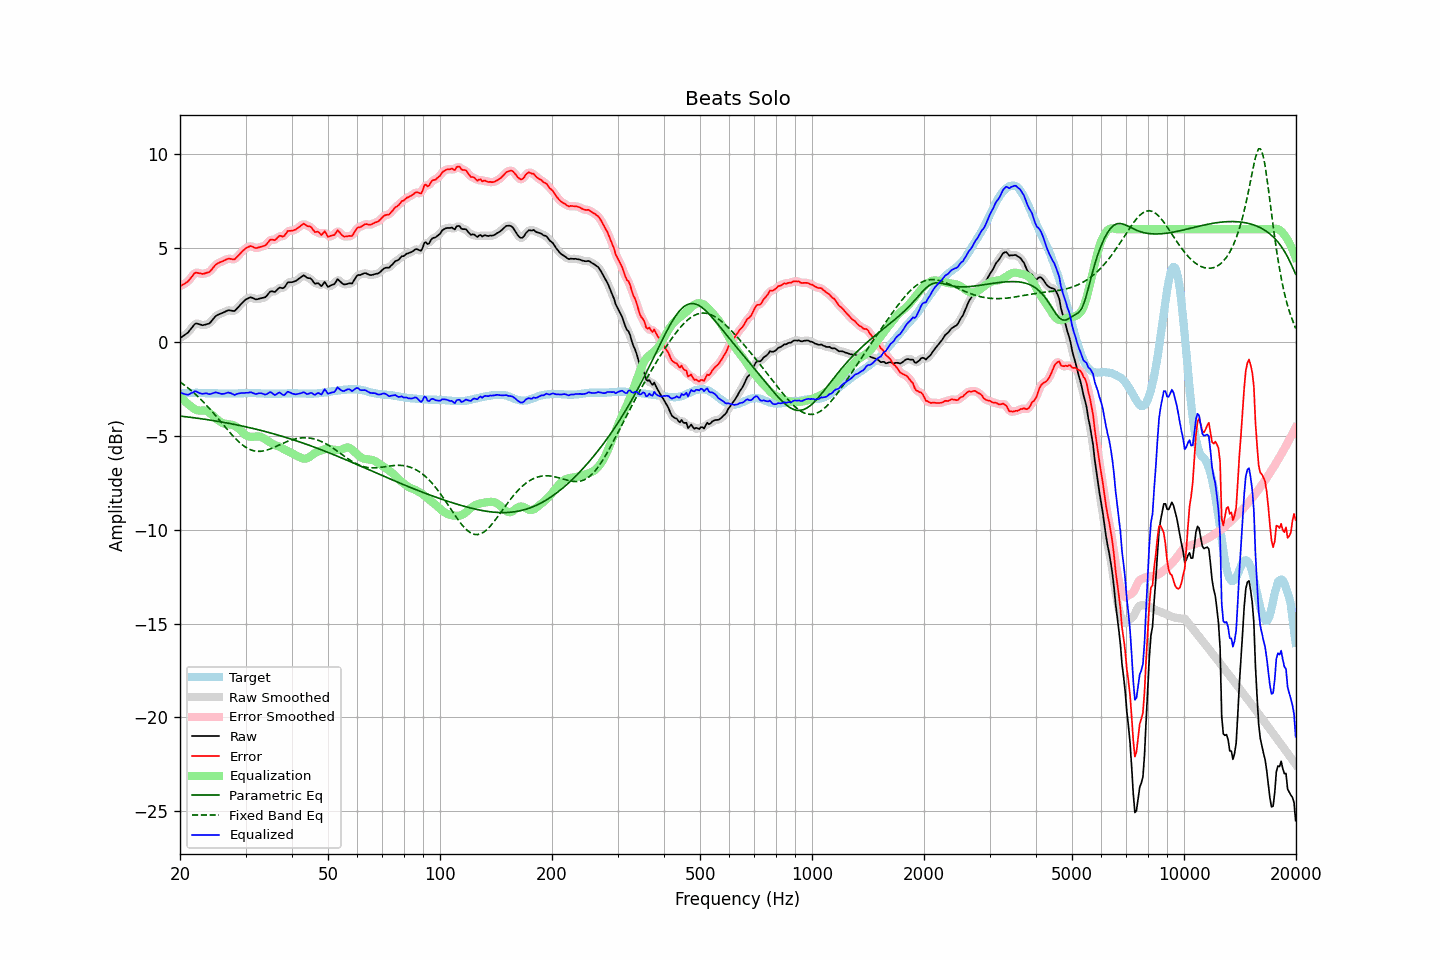 Beats Solo
Amplitude (dBr)
10
5
0
−5
−10
−15
−20
−25
Target
Raw Smoothed
Error Smoothed
Raw
Error
Equalization
Parametric Eq
Fixed Band Eq
Equalized
20 50 100 200 500 1000 2000 5000 10000 20000
Frequency (Hz)